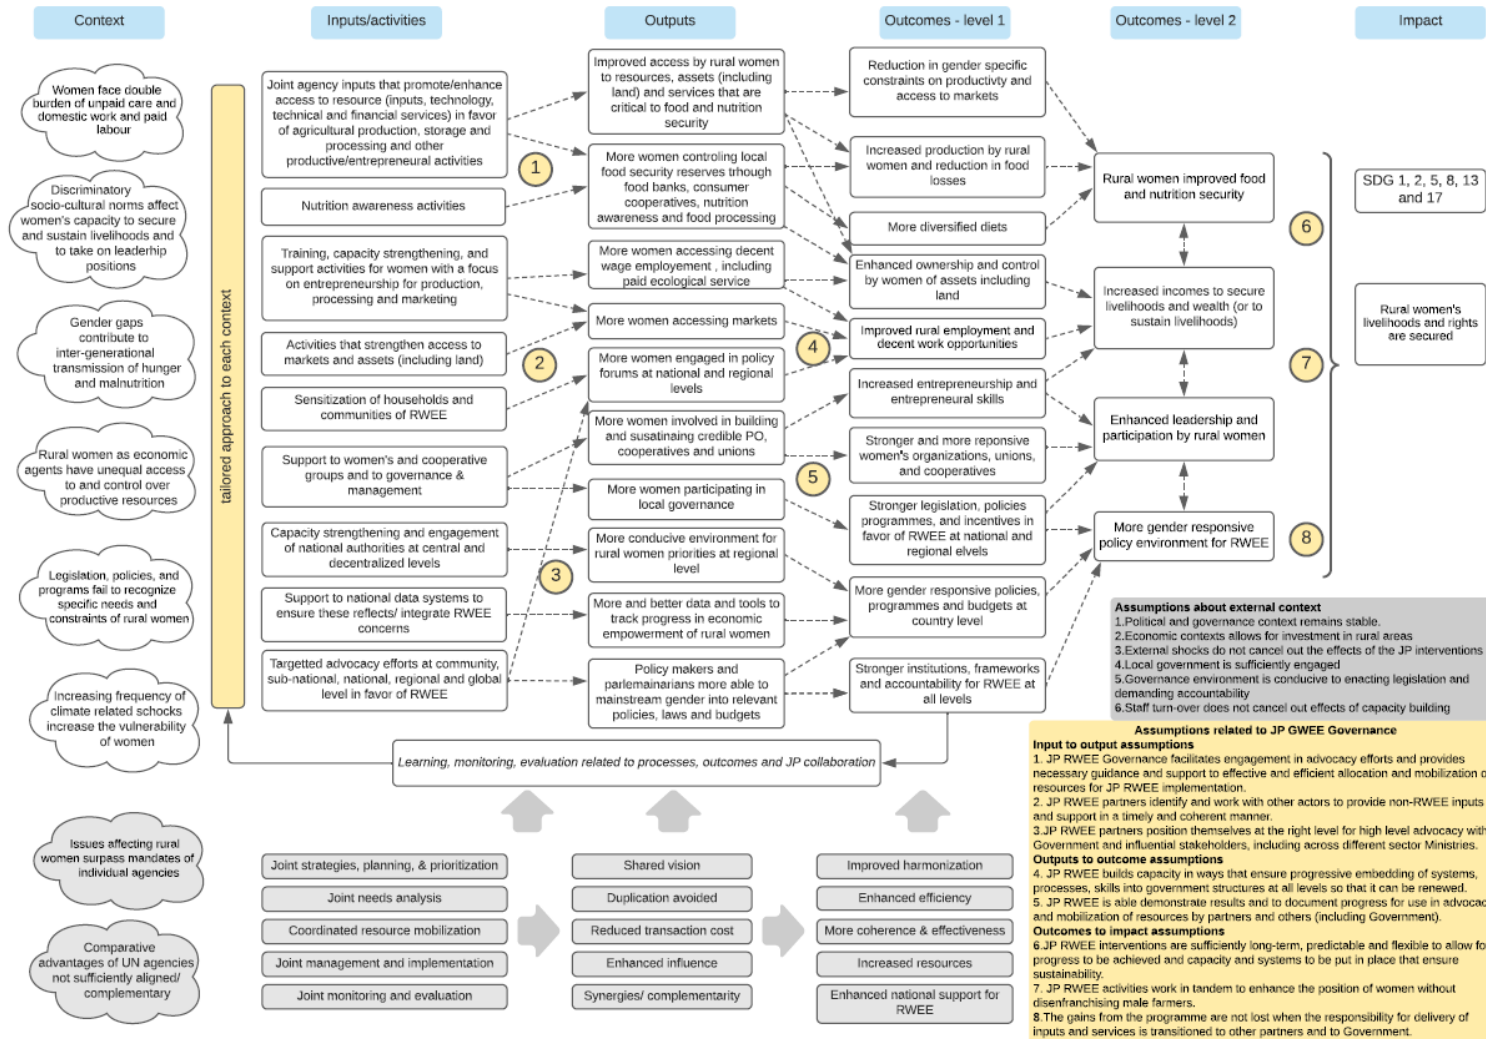 Context
Inputs/activities
Outputs
Outcomes - level 1
Outcomes - level 2
Impact
Women face double
burden of unpaid care and
domestic work and paid
labour
Discriminatory
socio-cultural norms affect
women's capacity to secure
and sustain livelihoods and
to take on leaderhip
positions
Gender gaps
contribute to
inter-generational
transmission of hunger
and malnutrition
Rural women as economic
agents have unequal access
to and control over
productive resources
Legislation, policies, and
programs fail to recognize
specific needs and
constraints of rural women
Increasing frequency of
climate related schocks
increase the vulnerability
of women
Issues affecting rural
women surpass mandates of
individual agencies
Comparative
advantages of UN agencies
not sufficiently aligned/
complementary
tailored approach to each context
Joint agency inputs that promote/enhance
access to resource (inputs, technology,
technical and financial services) in favor
of agricultural production, storage and
processing and other
productive/entrepreneural activities
Nutrition awareness activities
Training, capacity strengthening, and
support activities for women with a focus
on entrepreneurship for production,
processing and marketing
Activities that strengthen access to
markets and assets (including land)
Sensitization of households and
communities of RWEE
Support to women's and cooperative
groups and to governance &
management
Capacity strengthening and engagement
of national authorities at central and
decentralized levels
Support to national data systems to
ensure these reflects/ integrate RWEE
concerns
Targetted advocacy efforts at community,
sub-national, national, regional and global
level in favor of RWEE
1
2
3
Improved access by rural women
to resources, assets (including
land) and services that are
critical to food and nutrition
security
More women controling local
food security reserves trhough
food banks, consumer
cooperatives, nutrition
awareness and food processing
More women accessing decent
wage employement , including
paid ecological service
More women accessing markets
More women engaged in policy
forums at national and regional
levels
More women involved in building
and susatinaing credible PO,
cooperatives and unions
More women participating in
local governance
More conducive environment for
rural women priorities at regional
level
More and better data and tools to
track progress in economic
empowerment of rural women
Policy makers and
parlemainarians more able to
mainstream gender into relevant
policies, laws and budgets
4
5
Reduction in gender specific
constraints on productivty and
access to markets
Increased production by rural
women and reduction in food
losses
More diversified diets
Enhanced ownership and control
by women of assets including
land
Improved rural employment and
decent work opportunities
Increased entrepreneurship and
entrepreneural skills
Stronger and more reponsive
women's organizations, unions,
and cooperatives
Stronger legislation, policies
programmes, and incentives in
favor of RWEE at national and
regional elvels
More gender responsive policies,
programmes and budgets at
country level
Stronger institutions, frameworks
and accountability for RWEE at
all levels
Rural women improved food
and nutrition security
Increased incomes to secure
livelihoods and wealth (or to
sustain livelihoods)
Enhanced leadership and
participation by rural women
More gender responsive
policy environment for RWEE
6
7
8
SDG 1, 2, 5, 8, 13
and 17
Rural women's
livelihoods and rights
are secured
Learning, monitoring, evaluation related to processes, outcomes and JP collaboration
Joint strategies, planning, & prioritization
Joint needs analysis
Coordinated resource mobilization
Joint management and implementation
Joint monitoring and evaluation
Shared vision
Duplication avoided
Reduced transaction cost
Enhanced influence
Synergies/ complementarity
Improved harmonization
Enhanced efficiency
More coherence & effectiveness
Increased resources
Enhanced national support for
RWEE
Assumptions about external context
1.Political and governance context remains stable.
2.Economic contexts allows for investment in rural areas
3.External shocks do not cancel out the effects of the JP interventions
4.Local government is sufficiently engaged
5.Governance environment is conducive to enacting legislation and
demanding accountability
6.Staff turn-over does not cancel out effects of capacity building
Assumptions related to JP GWEE Governance
Input to output assumptions
1. JP RWEE Governance facilitates engagement in advocacy efforts and provides
necessary guidance and support to effective and efficient allocation and mobilization o
resources for JP RWEE implementation.
2. JP RWEE partners identify and work with other actors to provide non-RWEE inputs
and support in a timely and coherent manner.
3.JP RWEE partners position themselves at the right level for high level advocacy with
Government and influential stakeholders, including across different sector Ministries.
Outputs to outcome assumptions
4. JP RWEE builds capacity in ways that ensure progressive embedding of systems,
processes, skills into government structures at all levels so that it can be renewed.
5. JP RWEE is able demonstrate results and to document progress for use in advocac
and mobilization of resources by partners and others (including Government).
Outcomes to impact assumptions
6.JP RWEE interventions are sufficiently long-term, predictable and flexible to allow fo
progress to be achieved and capacity and systems to be put in place that ensure
sustainability.
7. JP RWEE activities work in tandem to enhance the position of women without
disenfranchising male farmers.
8.The gains from the programme are not lost when the responsibility for delivery of
inputs and services is transitioned to other partners and to Government.